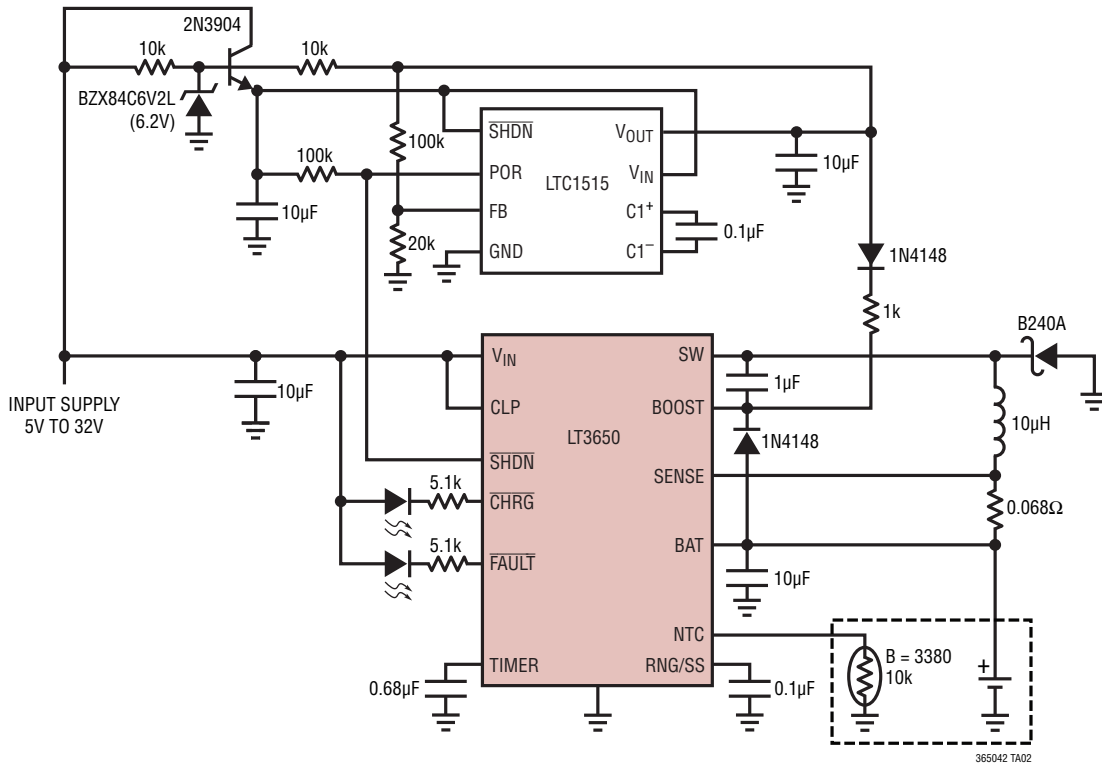 2N3904
10k
10k
BZX84C6V2L
(6.2V)
100k
100k
10µF
20k
SHDN
POR
FB
GND
LTC1515
VOUT
VIN
C1+
C1–
10µF
0.1µF
1N4148
1k
B240A
INPUT SUPPLY
5V TO 32V
10µF
VIN
CLP
SHDN
CHRG
FAULT
TIMER
LT3650
SW
BOOST
SENSE
BAT
NTC
RNG/SS
5.1k
5.1k
0.68µF
1µF
1N4148
10µH
0.068Ω
10µF
0.1µF
B = 3380
10k
+
365042 TA02